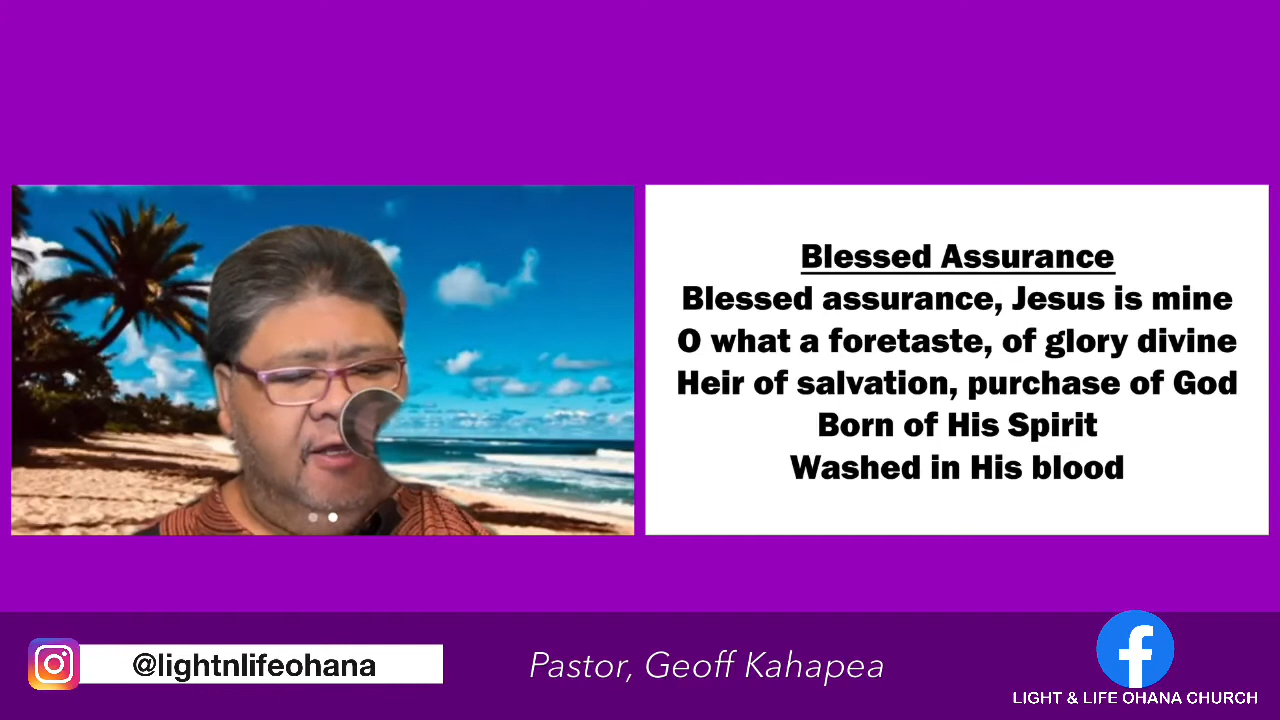 Blessed Assurance
Blessed assurance, Jesus is mine
O what a foretaste, of glory divine
Heir of salvation, purchase of God
Born of His Spirit
Washed in His blood
@lightnlifeohana
Pastor, Geoff Kahapea
LIGHT & LIFE OHANA CHURCH